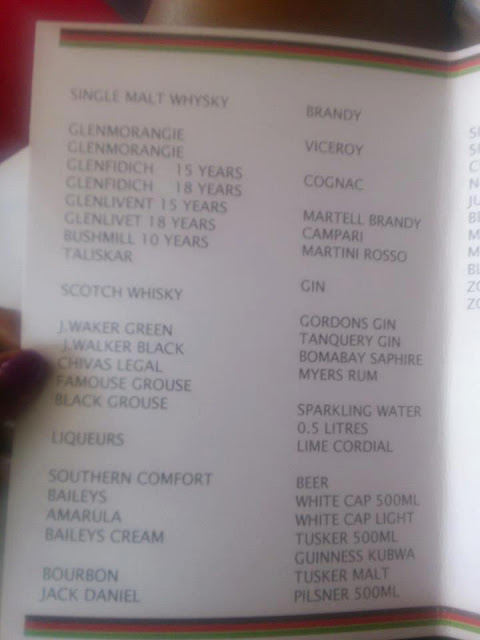 SINGLE MALT WHYSKY
GLENMORANGIE
GLENMORANGIE
GLENFIDICH 15 YEARS
GLENFIDICH 18 YEARS
GLENLIVENT 15 YEARS
GLENLIVET 18 YEARS
BUSHMILL 10 YEARS
TALISKAR
SCOTCH WHISKY
J.WAKER GREEN
J.WALKER BLACK
CHIVAS LEGAL
FAMOUSE GROUSE
BLACK GROUSE
LIQUEURS
SOUTHERN COMFORT
BAILEYS
AMARULA
BAILEYS CREAM
BOURBON
JACK DANIEL
BRANDY
VICEROY
COGNAC
MARTELL BRANDY
CAMPARI
MARTINI ROSSO
GIN
GORDONS GIN
TANQUERY GIN
BOMABAY SAPHIRE
MYERS RUM
SPARKLING WATER
0.5 LITRES
LIME CORDIAL
BEER
WHITE CAP 500ML
WHITE CAP LIGHT
TUSKER 500ML
GUINNESS KUBWA
TUSKER MALT
PILSNER 500ML